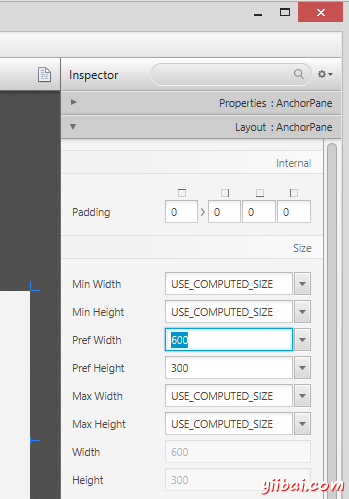 Inspector
Properties : AnchorPane
Layout : AnchorPane
Internal
Padding 0 0 0 0
Size
Min Width USE_COMPUTED_SIZE
Min Height USE_COMPUTED_SIZE
Pref Width 600
Pref Height 300
Max Width USE_COMPUTED_SIZE
Max Height USE_COMPUTED_SIZE
Width 600
Height 300
yiibai.com